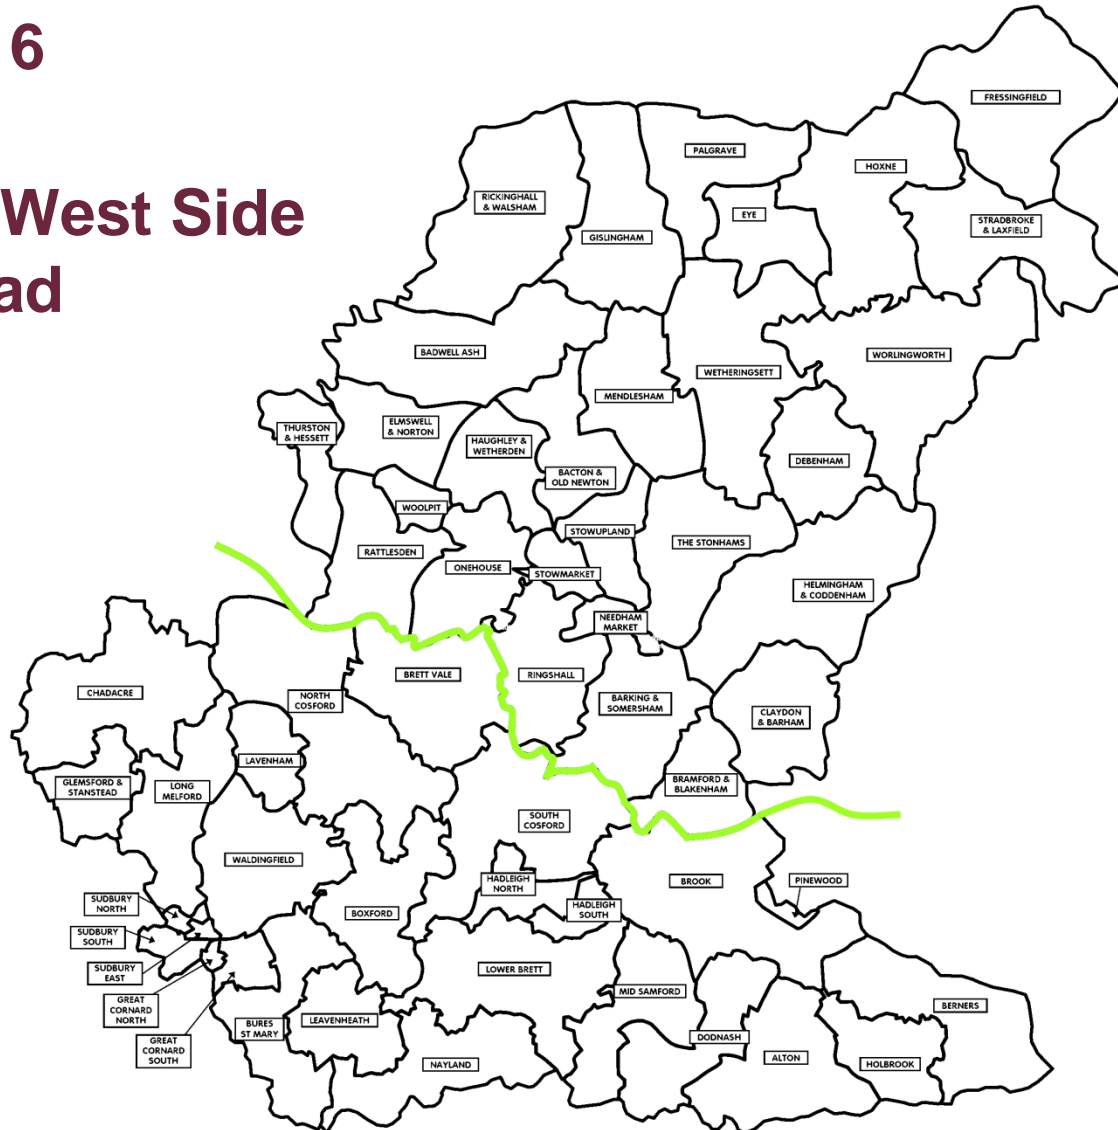 6
West Side
ad
FRESSINGFIELD
PALGRAVE
HOXNE
RICKINGHALL
& WALSHAM
EYE
STRADBROKE
& LAXFIELD
GISLINGHAM
BADWELL ASH
WORLINGWORTH
WETHERINGSETT
MENDLESHAM
THURSTON
& HESSETT
ELMSWELL
& NORTON
HAUGHLEY &
WETHERDEN
DEBENHAM
BACTON &
OLD NEWTON
WOOLPIT
STOWUPLAND
THE STONHAMS
RATTLESDEN
ONEHOUSE
STOWMARKET
HELMINGHAM
& CODDENHAM
NEEDHAM
MARKET
BRETT VALE
RINGSHALL
CHADACRE
NORTH
COSFORD
BARKING &
SOMERSHAM
CLAYDON
& BARHAM
LAVENHAM
GLEMSFORD &
STANSTEAD
LONG
MELFORD
BRAMFORD &
BLAKENHAM
SOUTH
COSFORD
WALDINGFIELD
HADLEIGH
NORTH
BROOK
PINEWOOD
SUDBURY
NORTH
BOXFORD
HADLEIGH
SOUTH
SUDBURY
SOUTH
SUDBURY
EAST
LOWER BRETT
MID SAMFORD
GREAT
CORNARD
NORTH
BERNERS
BURES
ST MARY
LEAVENHEATH
DODNASH
GREAT
CORNARD
SOUTH
NAYLAND
ALTON
HOLBROOK